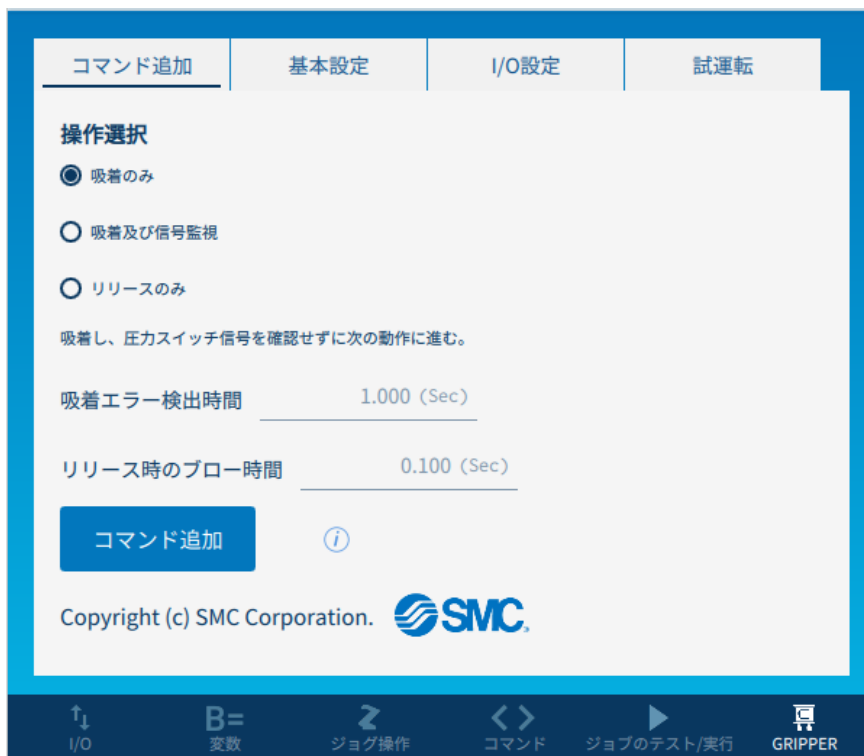 コマンド追加 基本設定 I/O設定 試運転
操作選択
吸着のみ
吸着及び信号監視
リリースのみ
吸着し、圧力スイッチ信号を確認せずに次の動作に進む。
吸着エラー検出時間 1.000 (Sec)
リリース時のブロー時間 0.100 (Sec)
コマンド追加 i
Copyright (c) SMC Corporation. SMC
B=
I/O 変数 ジョグ操作 コマンド ジョブのテスト/実行 GRIPPER